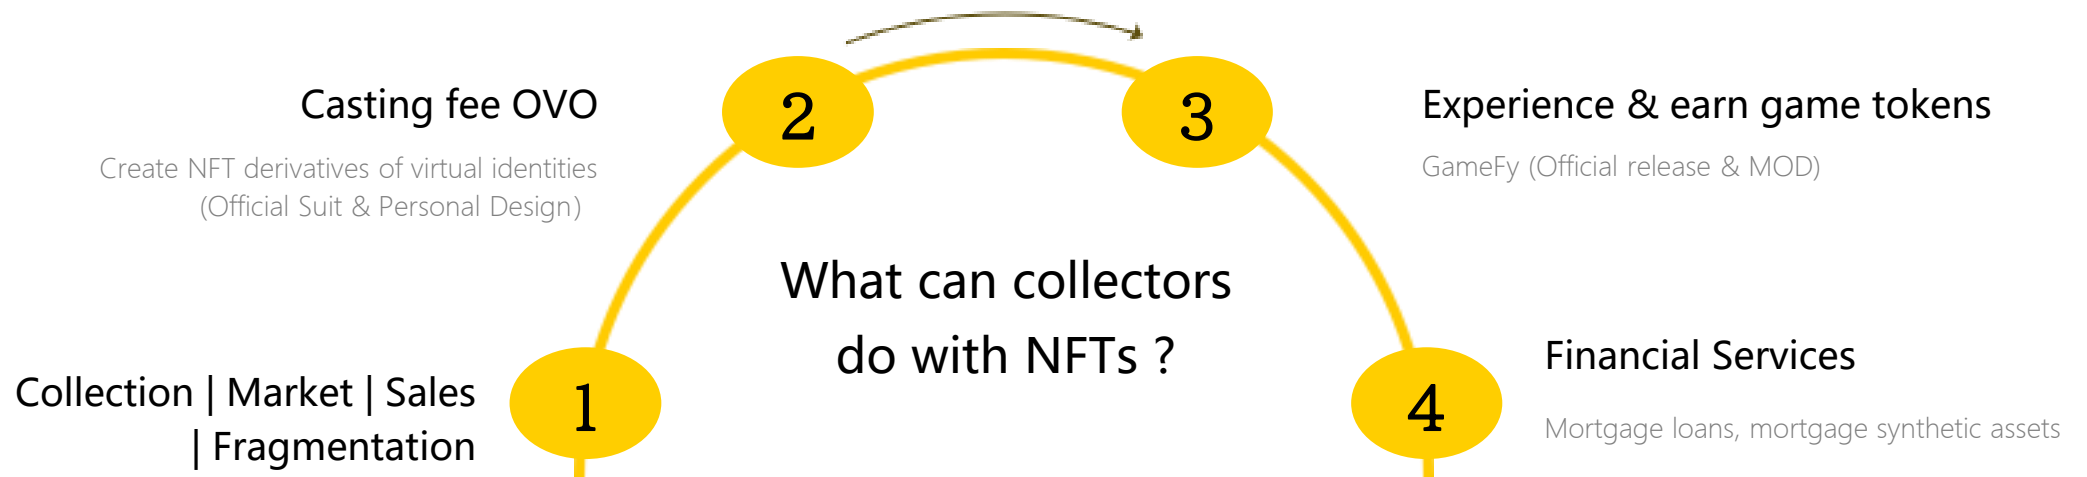 Casting fee OVO
Create NFT derivatives of virtual identities
(Official Suit & Personal Design)
2
3
Experience & earn game tokens
GameFy (Official release & MOD)
What can collectors
do with NFTs ?
Collection | Market | Sales
| Fragmentation
1
4
Financial Services
Mortgage loans, mortgage synthetic assets